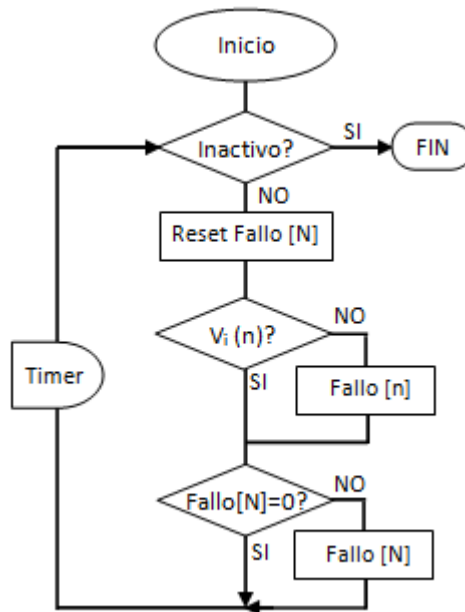 Inicio
Inactivo?
SI
FIN
NO
Reset Fallo [N]
Vᵢ (n)?
NO
Timer
SI
Fallo [n]
Fallo[N]=0?
NO
SI
Fallo [N]